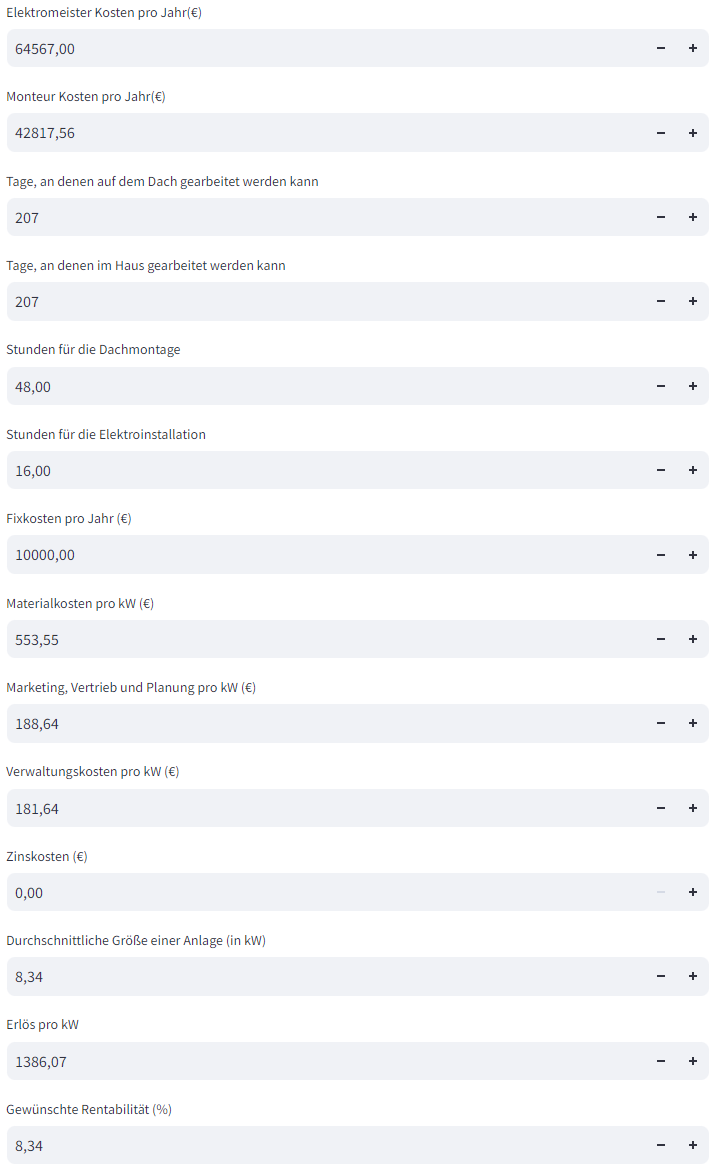 Elektromeister Kosten pro Jahr(€)
64567,00
Monteur Kosten pro Jahr(€)
42817,56
Tage, an denen auf dem Dach gearbeitet werden kann
207
Tage, an denen im Haus gearbeitet werden kann
207
Stunden für die Dachmontage
48,00
Stunden für die Elektroinstallation
16,00
Fixkosten pro Jahr (€)
10000,00
Materialkosten pro kW (€)
553,55
Marketing, Vertrieb und Planung pro kW (€)
188,64
Verwaltungskosten pro kW (€)
181,64
Zinskosten (€)
0,00
Durchschnittliche Größe einer Anlage (in kW)
8,34
Erlös pro kW
1386,07
Gewünschte Rentabilität (%)
8,34